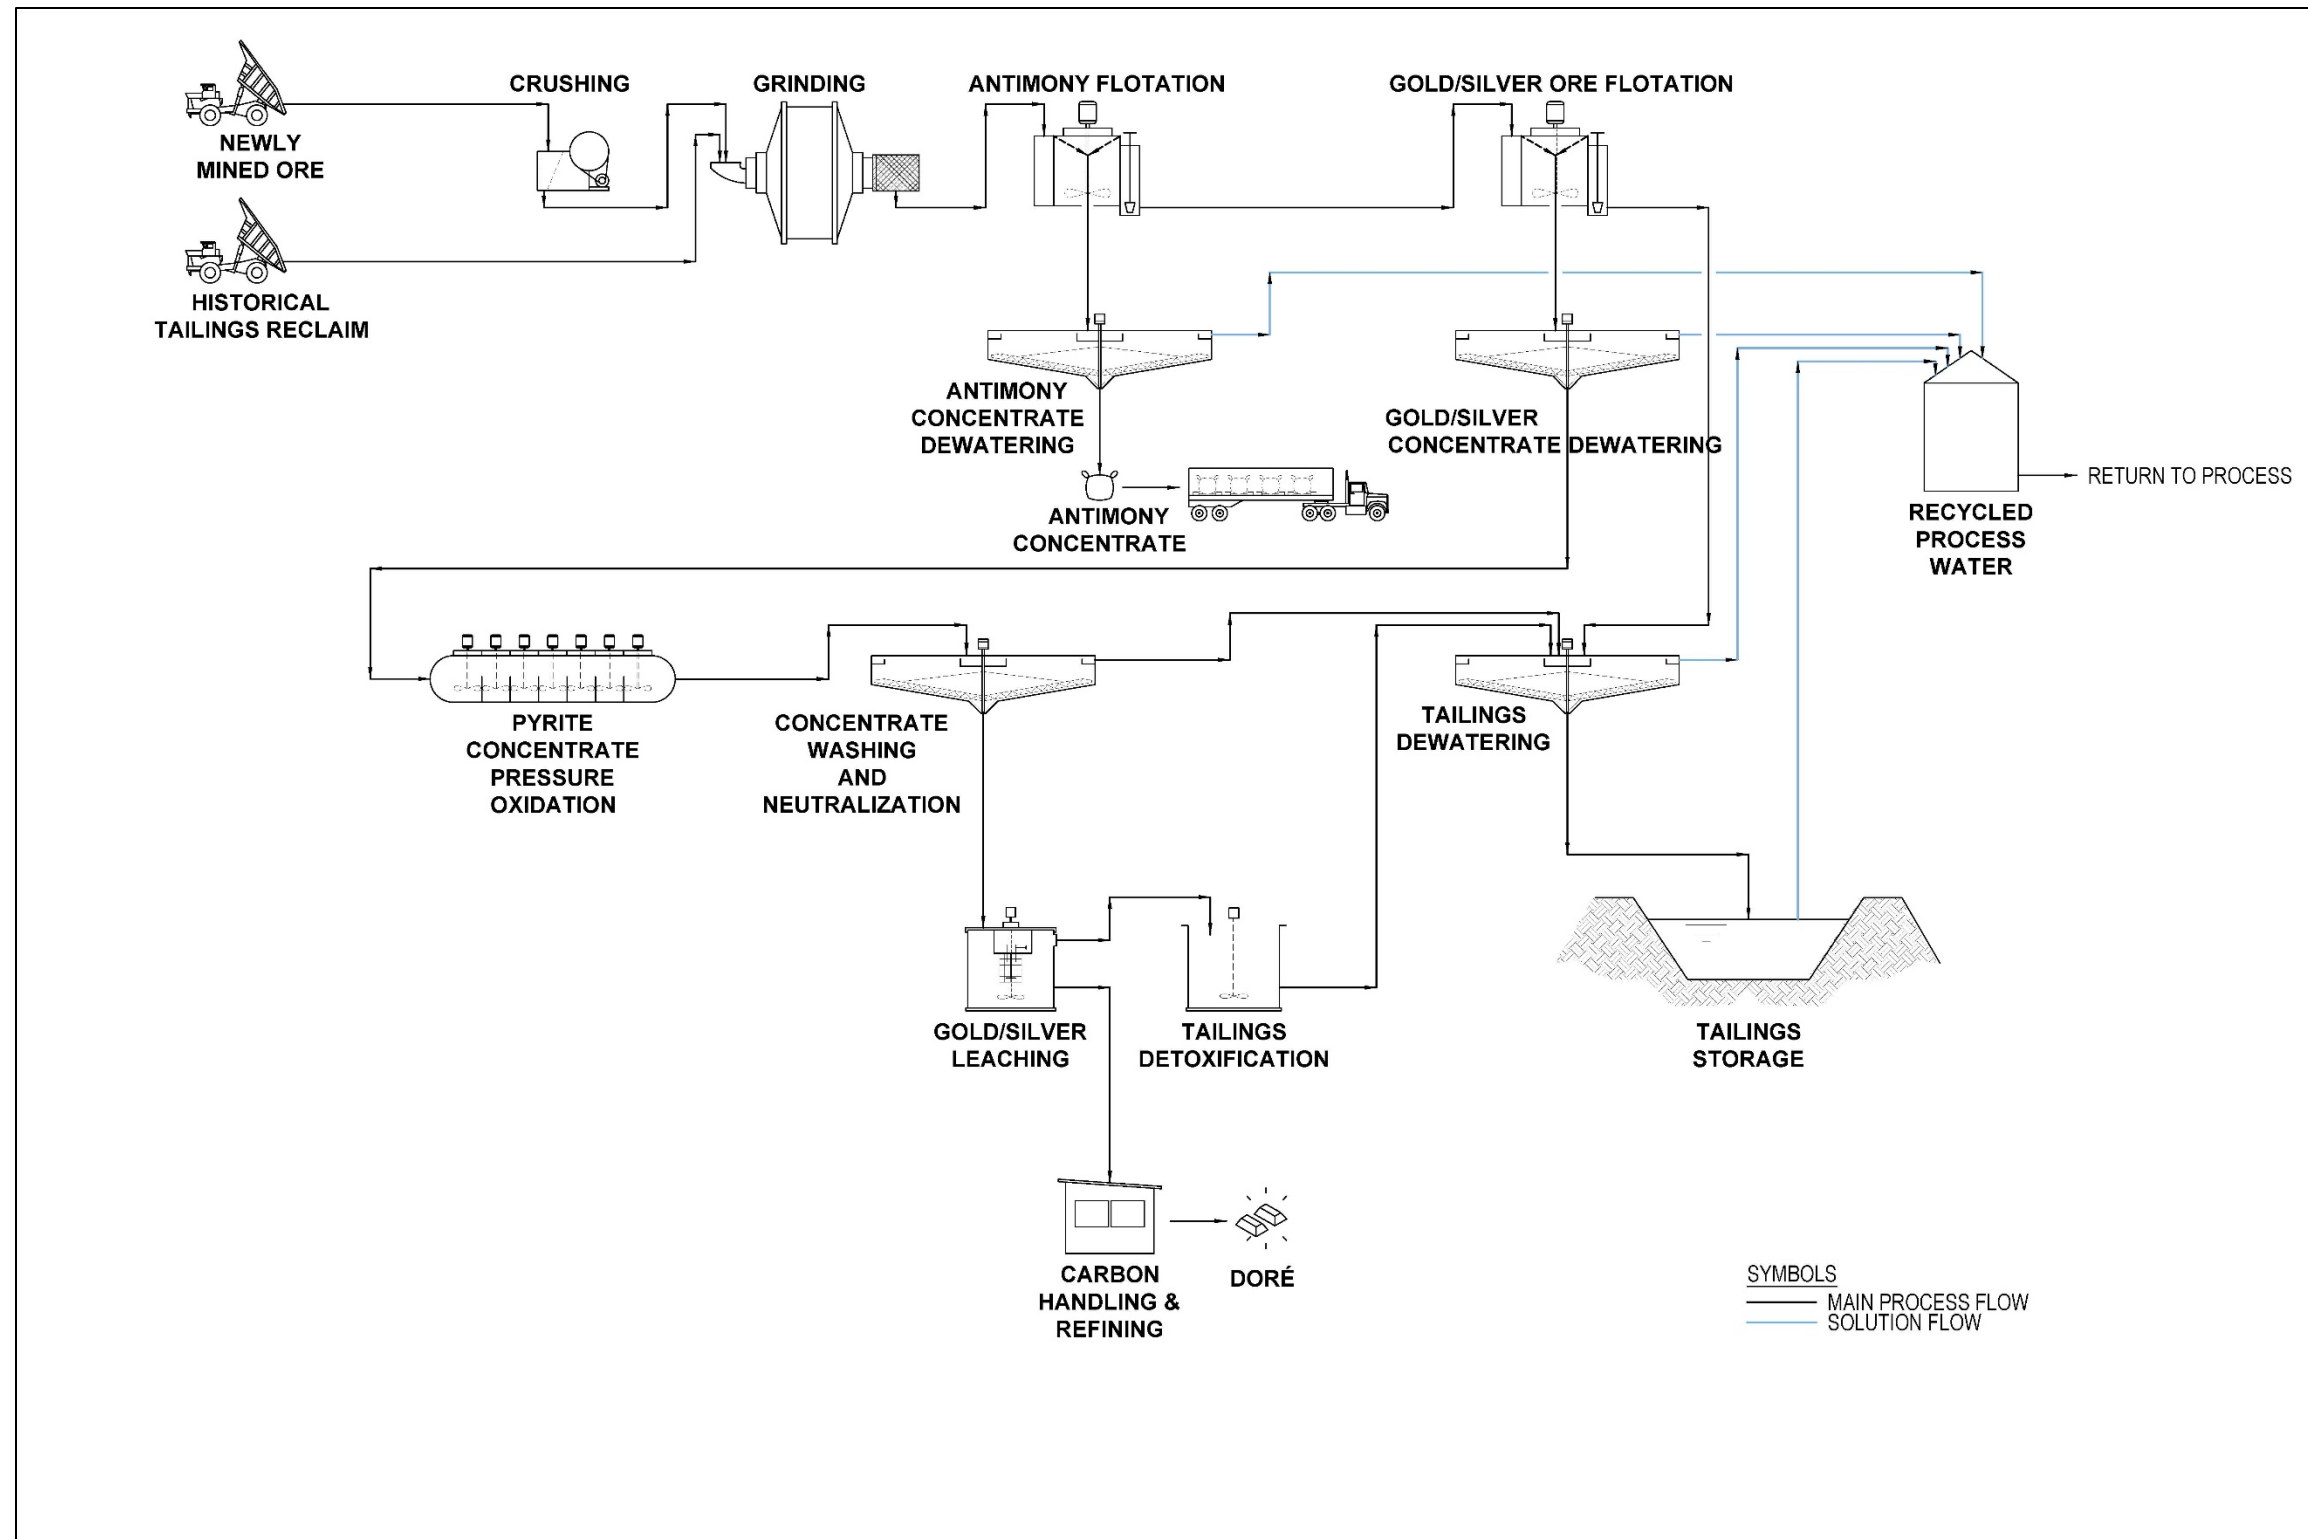 CRUSHING
GRINDING
ANTIMONY FLOTATION
GOLD/SILVER ORE FLOTATION
NEWLY
MINED ORE
HISTORICAL
TAILINGS RECLAIM
ANTIMONY
CONCENTRATE
DEWATERING
GOLD/SILVER
CONCENTRATE DEWATERING
RETURN TO PROCESS
RECYCLED
PROCESS
WATER
ANTIMONY
CONCENTRATE
PYRITE
CONCENTRATE
PRESSURE
OXIDATION
CONCENTRATE
WASHING
AND
NEUTRALIZATION
TAILINGS
DEWATERING
GOLD/SILVER
LEACHING
TAILINGS
DETOXIFICATION
TAILINGS
STORAGE
CARBON
HANDLING &
REFINING
DORÉ
SYMBOLS
MAIN PROCESS FLOW
SOLUTION FLOW